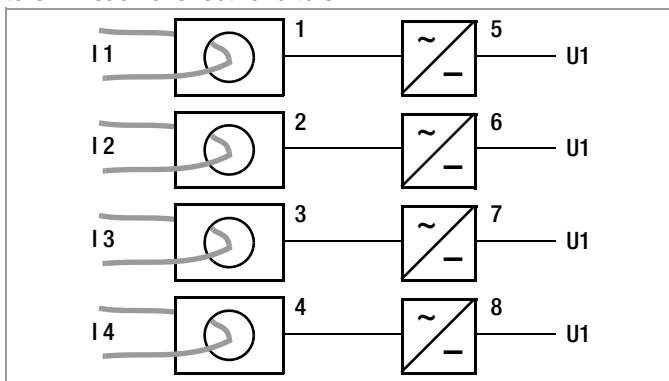 I 1 1 ~ – 5 U1
I 2 2 ~ – 6 U1
I 3 3 ~ – 7 U1
I 4 4 ~ – 8 U1